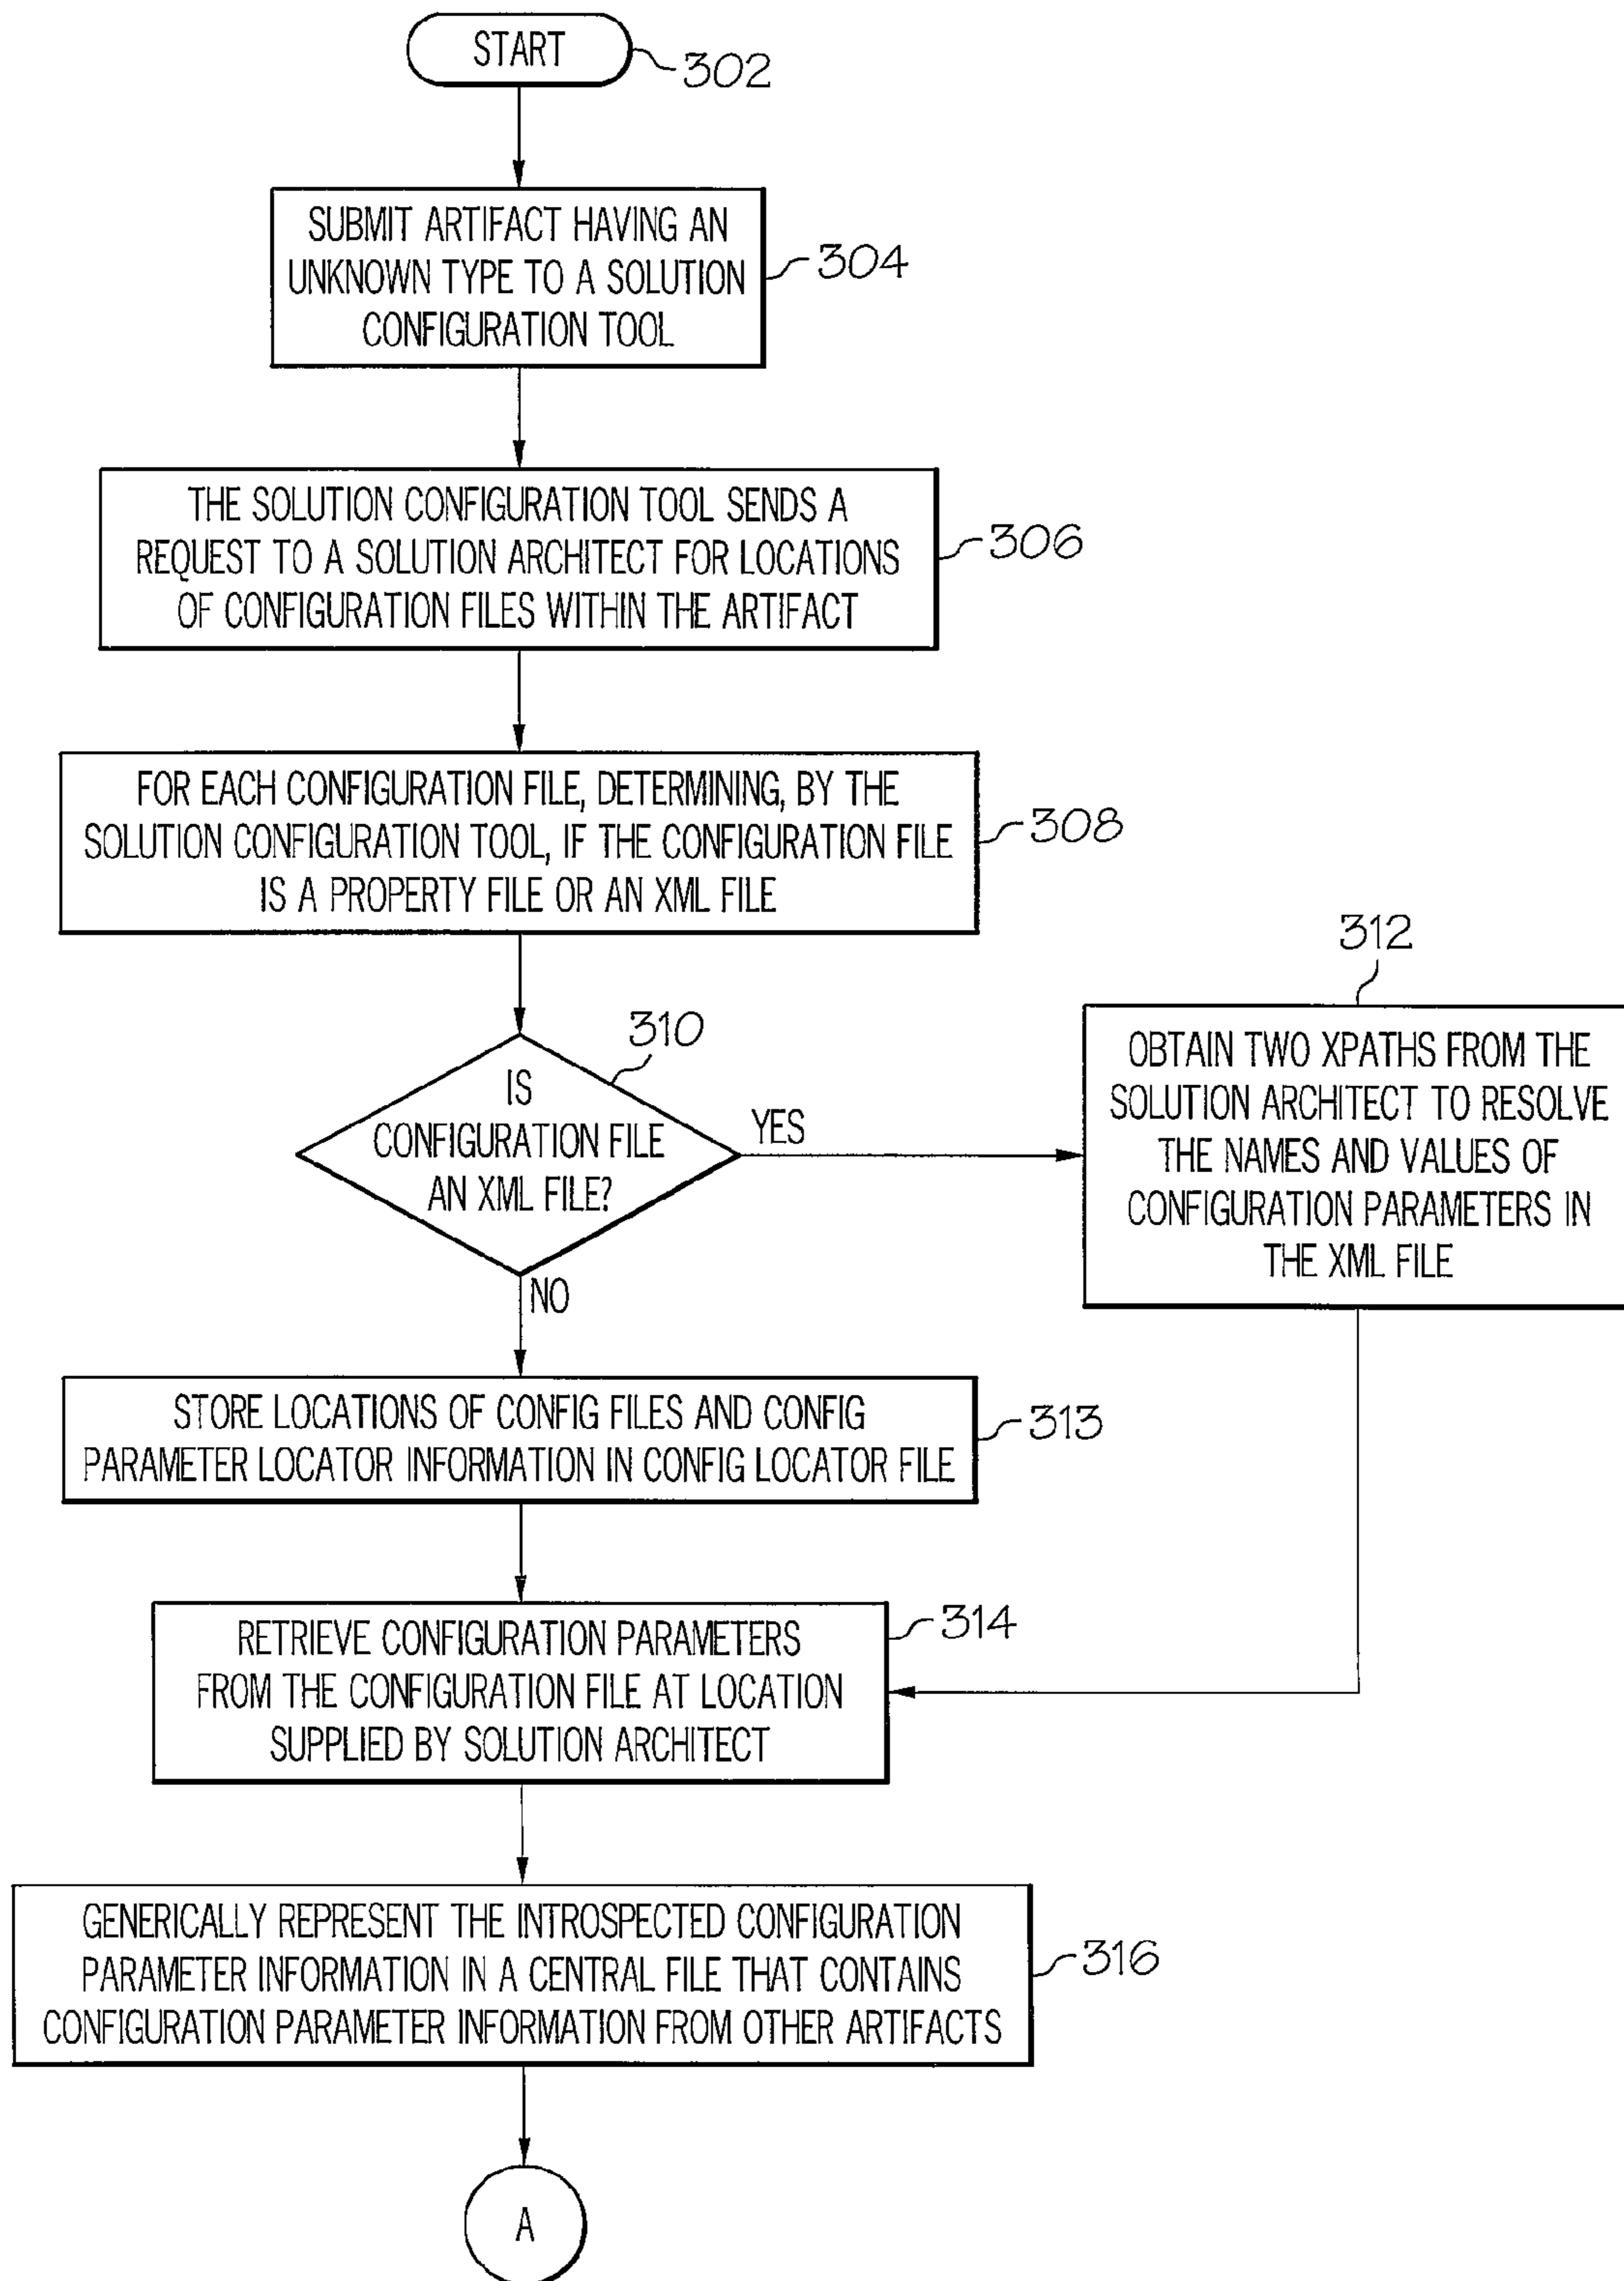 START
302
SUBMIT ARTIFACT HAVING AN
UNKNOWN TYPE TO A SOLUTION
CONFIGURATION TOOL
304
THE SOLUTION CONFIGURATION TOOL SENDS A
REQUEST TO A SOLUTION ARCHITECT FOR LOCATIONS
OF CONFIGURATION FILES WITHIN THE ARTIFACT
306
FOR EACH CONFIGURATION FILE, DETERMINING, BY THE
SOLUTION CONFIGURATION TOOL, IF THE CONFIGURATION FILE
IS A PROPERTY FILE OR AN XML FILE
308
310
IS
CONFIGURATION FILE
AN XML FILE?
YES
NO
312
OBTAIN TWO XPATHS FROM THE
SOLUTION ARCHITECT TO RESOLVE
THE NAMES AND VALUES OF
CONFIGURATION PARAMETERS IN
THE XML FILE
STORE LOCATIONS OF CONFIG FILES AND CONFIG
PARAMETER LOCATOR INFORMATION IN CONFIG LOCATOR FILE
313
RETRIEVE CONFIGURATION PARAMETERS
FROM THE CONFIGURATION FILE AT LOCATION
SUPPLIED BY SOLUTION ARCHITECT
314
GENERICALLY REPRESENT THE INTROSPECTED CONFIGURATION
PARAMETER INFORMATION IN A CENTRAL FILE THAT CONTAINS
CONFIGURATION PARAMETER INFORMATION FROM OTHER ARTIFACTS
316
A